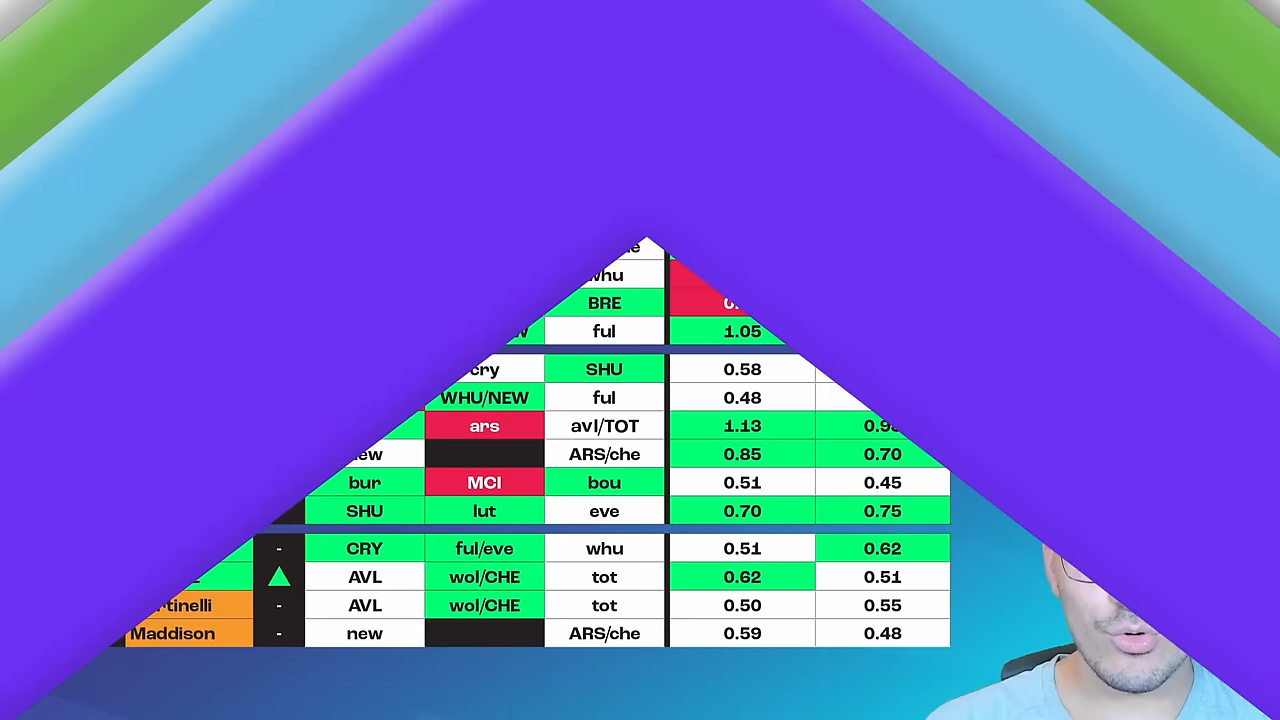 whu
BRE
ful 1.05
cry SHU 0.58
WHU/NEW ful 0.48
ars avl/TOT 1.13
ARS/che 0.85 0.70
bur MCI bou 0.51 0.45
SHU lut eve 0.70 0.75
- CRY ful/eve whu 0.51 0.62
AVL wol/CHE tot 0.62 0.51
- AVL wol/CHE tot 0.50 0.55
Maddison - new ARS/che 0.59 0.48